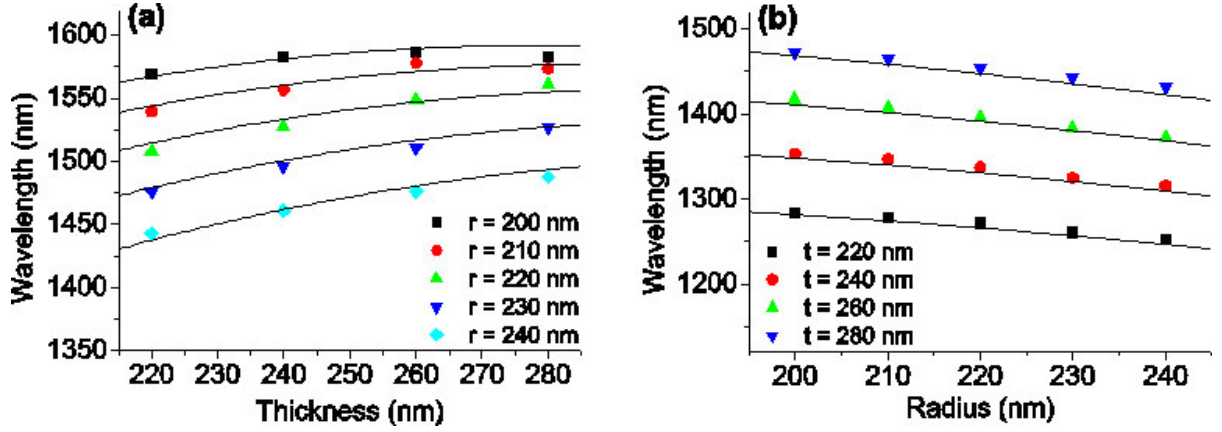 (a)
Wavelength (nm)
1600
1550
1500
1450
1400
1350
220 230 240 250 260 270 280
Thickness (nm)
r = 200 nm
r = 210 nm
r = 220 nm
r = 230 nm
r = 240 nm
(b)
Wavelength (nm)
1500
1400
1300
1200
200 210 220 230 240
Radius (nm)
t = 220 nm
t = 240 nm
t = 260 nm
t = 280 nm